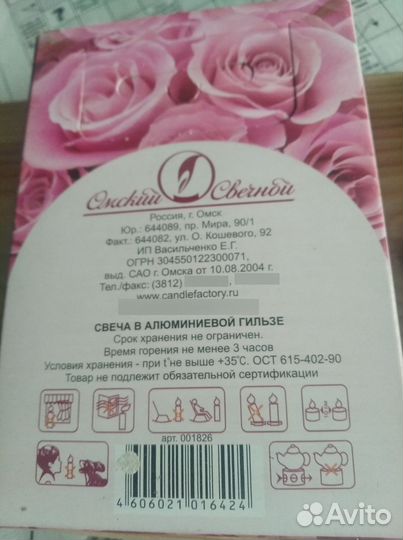 Омский Свечной
Россия, г. Омск
Юр.: 644089, пр. Мира, 90/1
Факт.: 644082, ул. О. Кошевого, 92
ИП Васильченко Е.Г.
ОГРН 304550122300071,
выд. САО г. Омска от 10.08.2004 г.
Тел./факс: (3812)
www.candlefactory.ru
СВЕЧА В АЛЮМИНИЕВОЙ ГИЛЬЗЕ
Срок хранения не ограничен.
Время горения не менее 3 часов
Условия хранения - при t°не выше +35°С. ОСТ 615-402-90
Товар не подлежит обязательной сертификации
арт. 001826
4 606021 016424
Avito